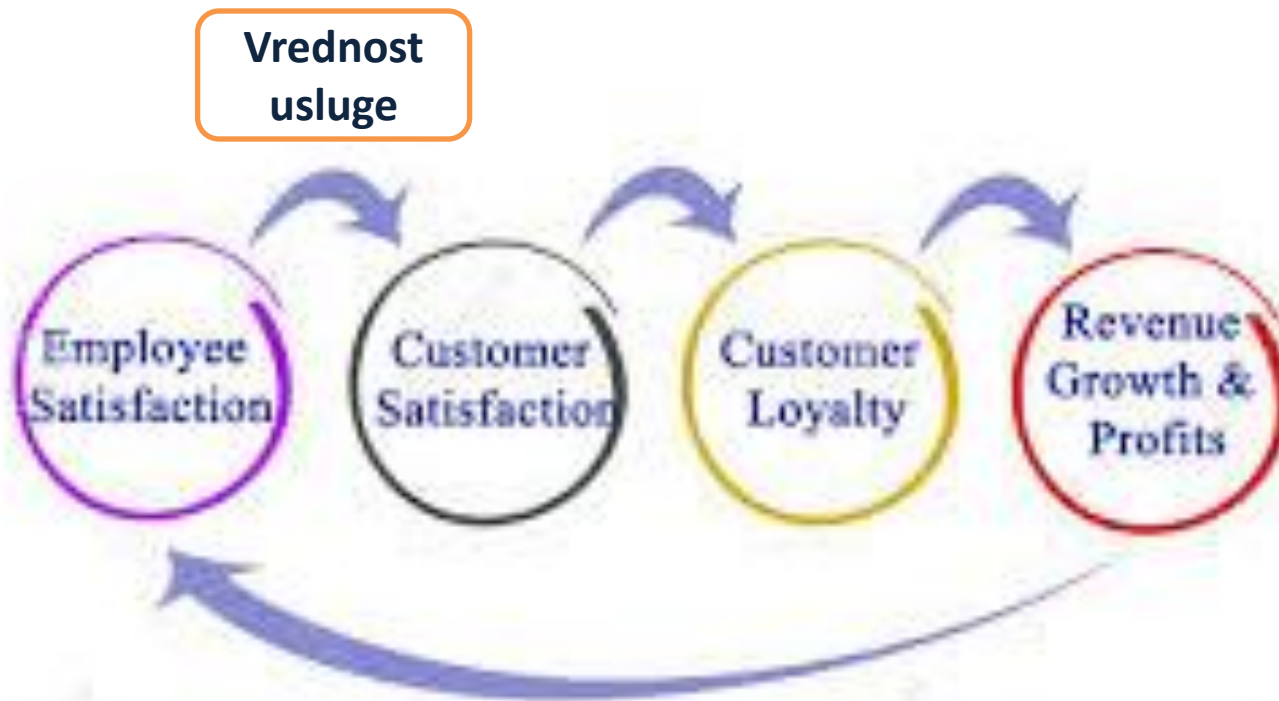 Vrednost
usluge
Employee
Satisfaction
Customer
Satisfaction
Customer
Loyalty
Revenue
Growth &
Profits